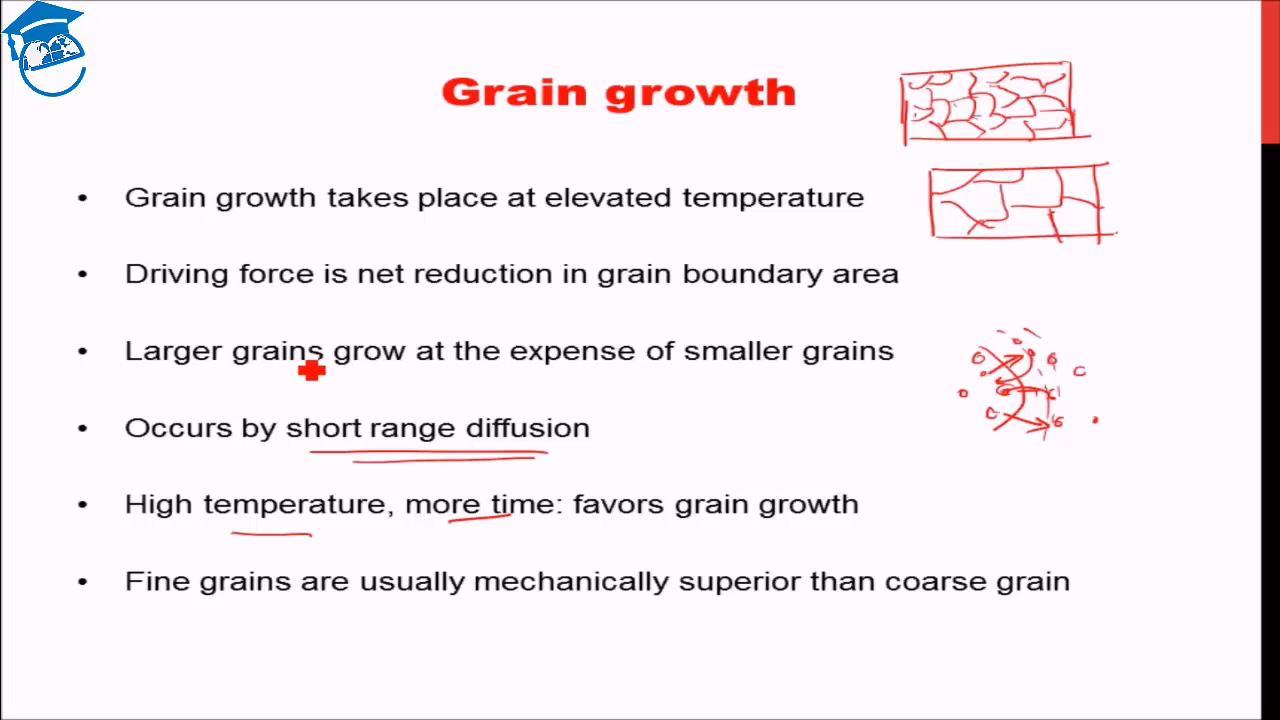 Grain growth
• Grain growth takes place at elevated temperature
• Driving force is net reduction in grain boundary area
• Larger grains grow at the expense of smaller grains
• Occurs by short range diffusion
• High temperature, more time: favors grain growth
• Fine grains are usually mechanically superior than coarse grain